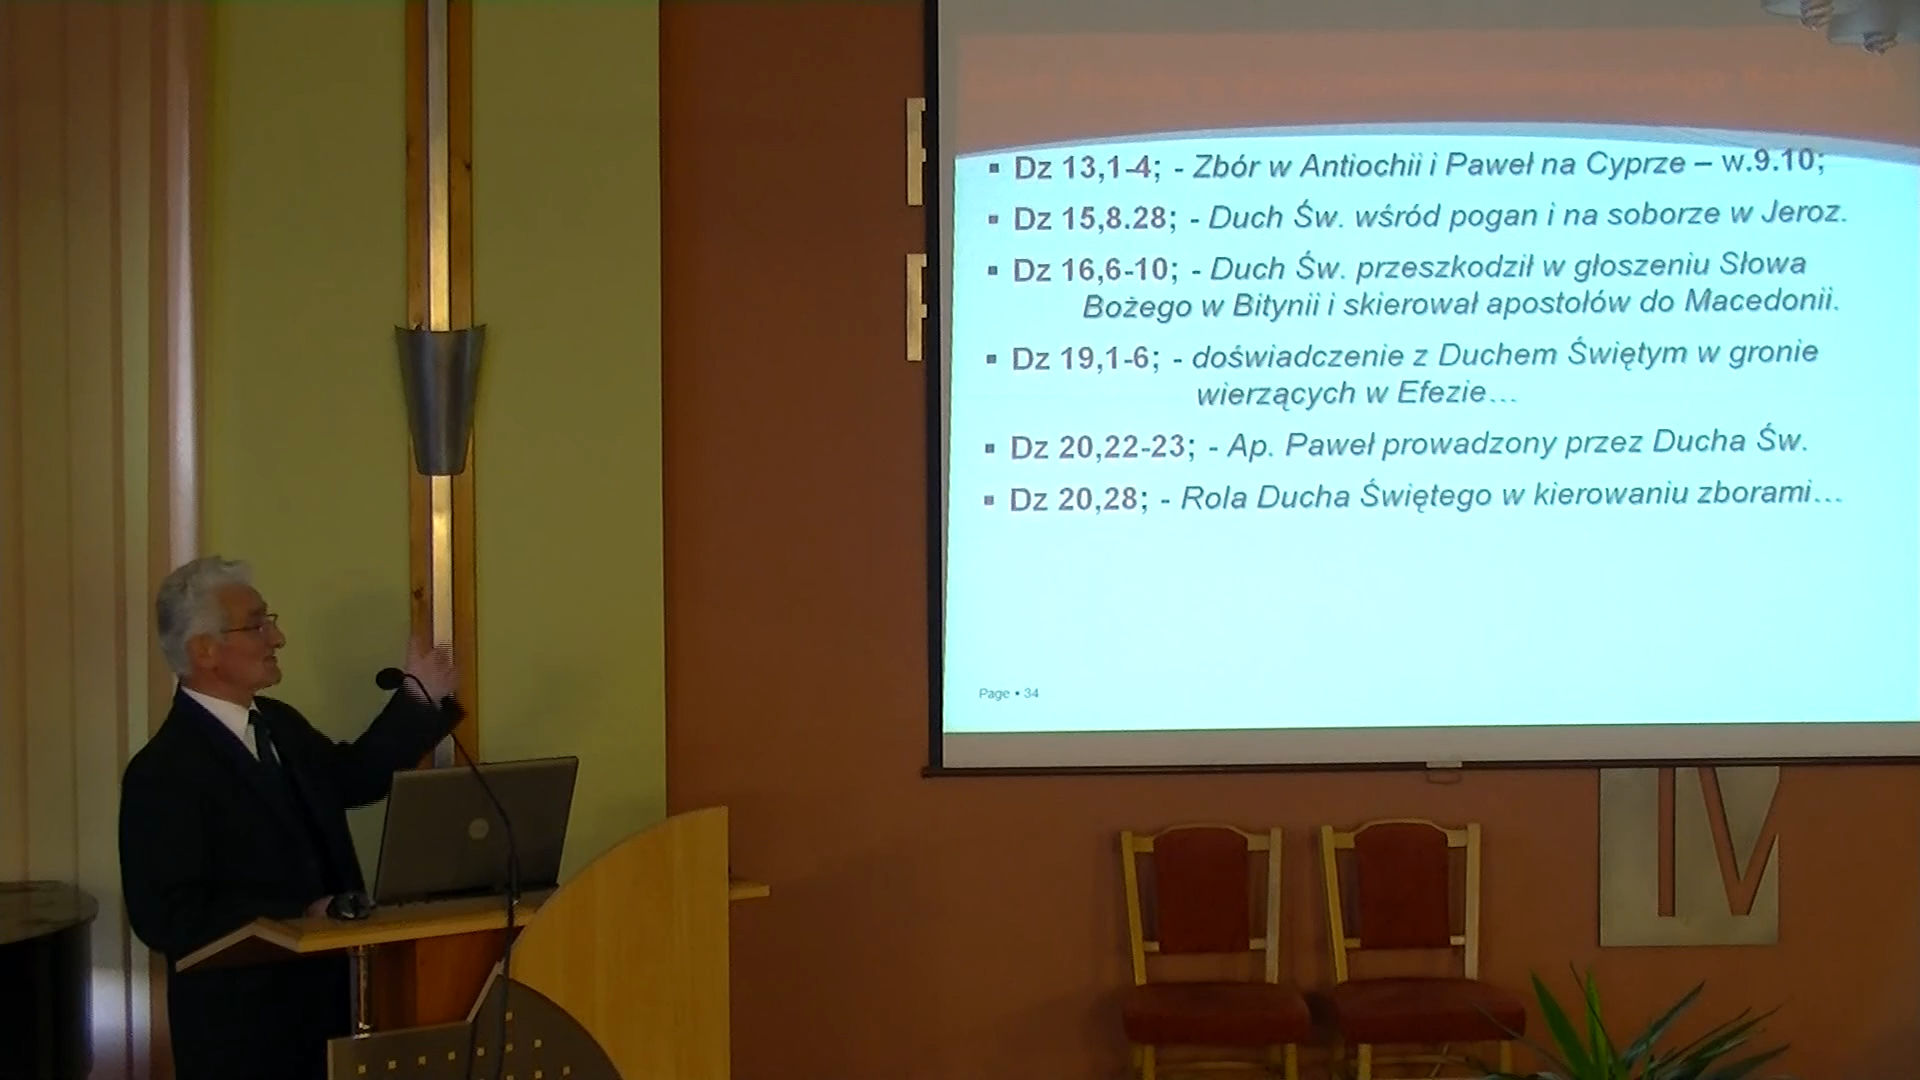 ▪ Dz 13,1-4; - Zbór w Antiochii i Paweł na Cyprze – w.9.10;
▪ Dz 15,8.28; - Duch Św. wśród pogan i na soborze w Jeroz.
▪ Dz 16,6-10; - Duch Św. przeszkodził w głoszeniu Słowa
Bożego w Bitynii i skierował apostołów do Macedonii.
▪ Dz 19,1-6; - doświadczenie z Duchem Świętym w gronie
wierzących w Efezie...
▪ Dz 20,22-23; - Ap. Paweł prowadzony przez Ducha Św.
▪ Dz 20,28; - Rola Ducha Świętego w kierowaniu zborami...
Page ▪ 34